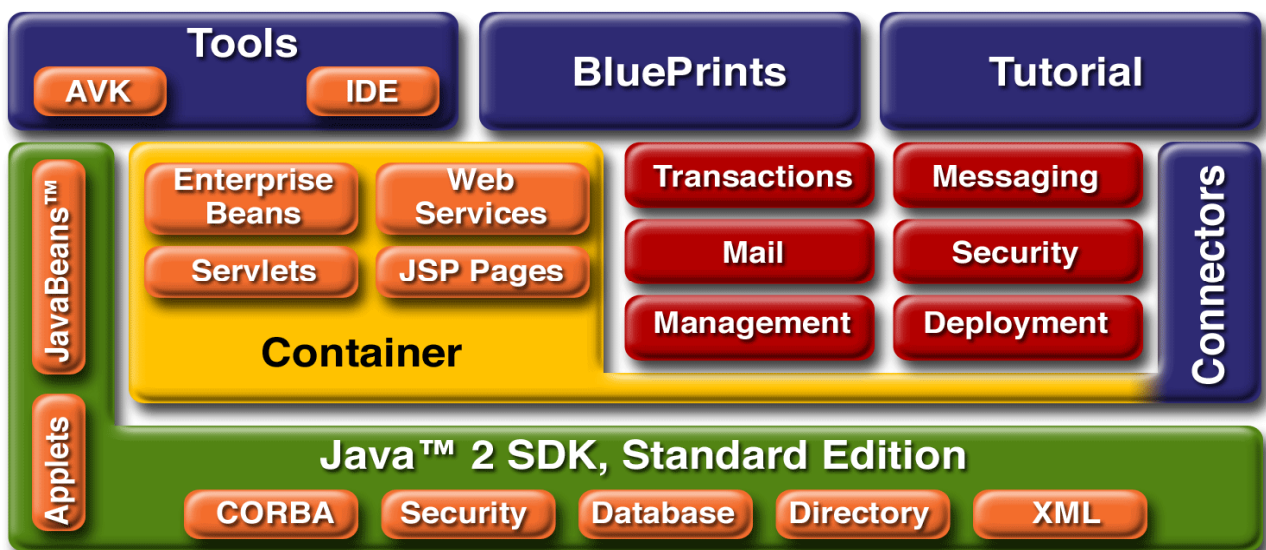 Tools
AVK
IDE
BluePrints
Tutorial
JavaBeans™
Applets
Enterprise
Beans
Web
Services
Servlets
JSP Pages
Container
Transactions
Messaging
Mail
Security
Management
Deployment
Connectors
Java™ 2 SDK, Standard Edition
CORBA
Security
Database
Directory
XML